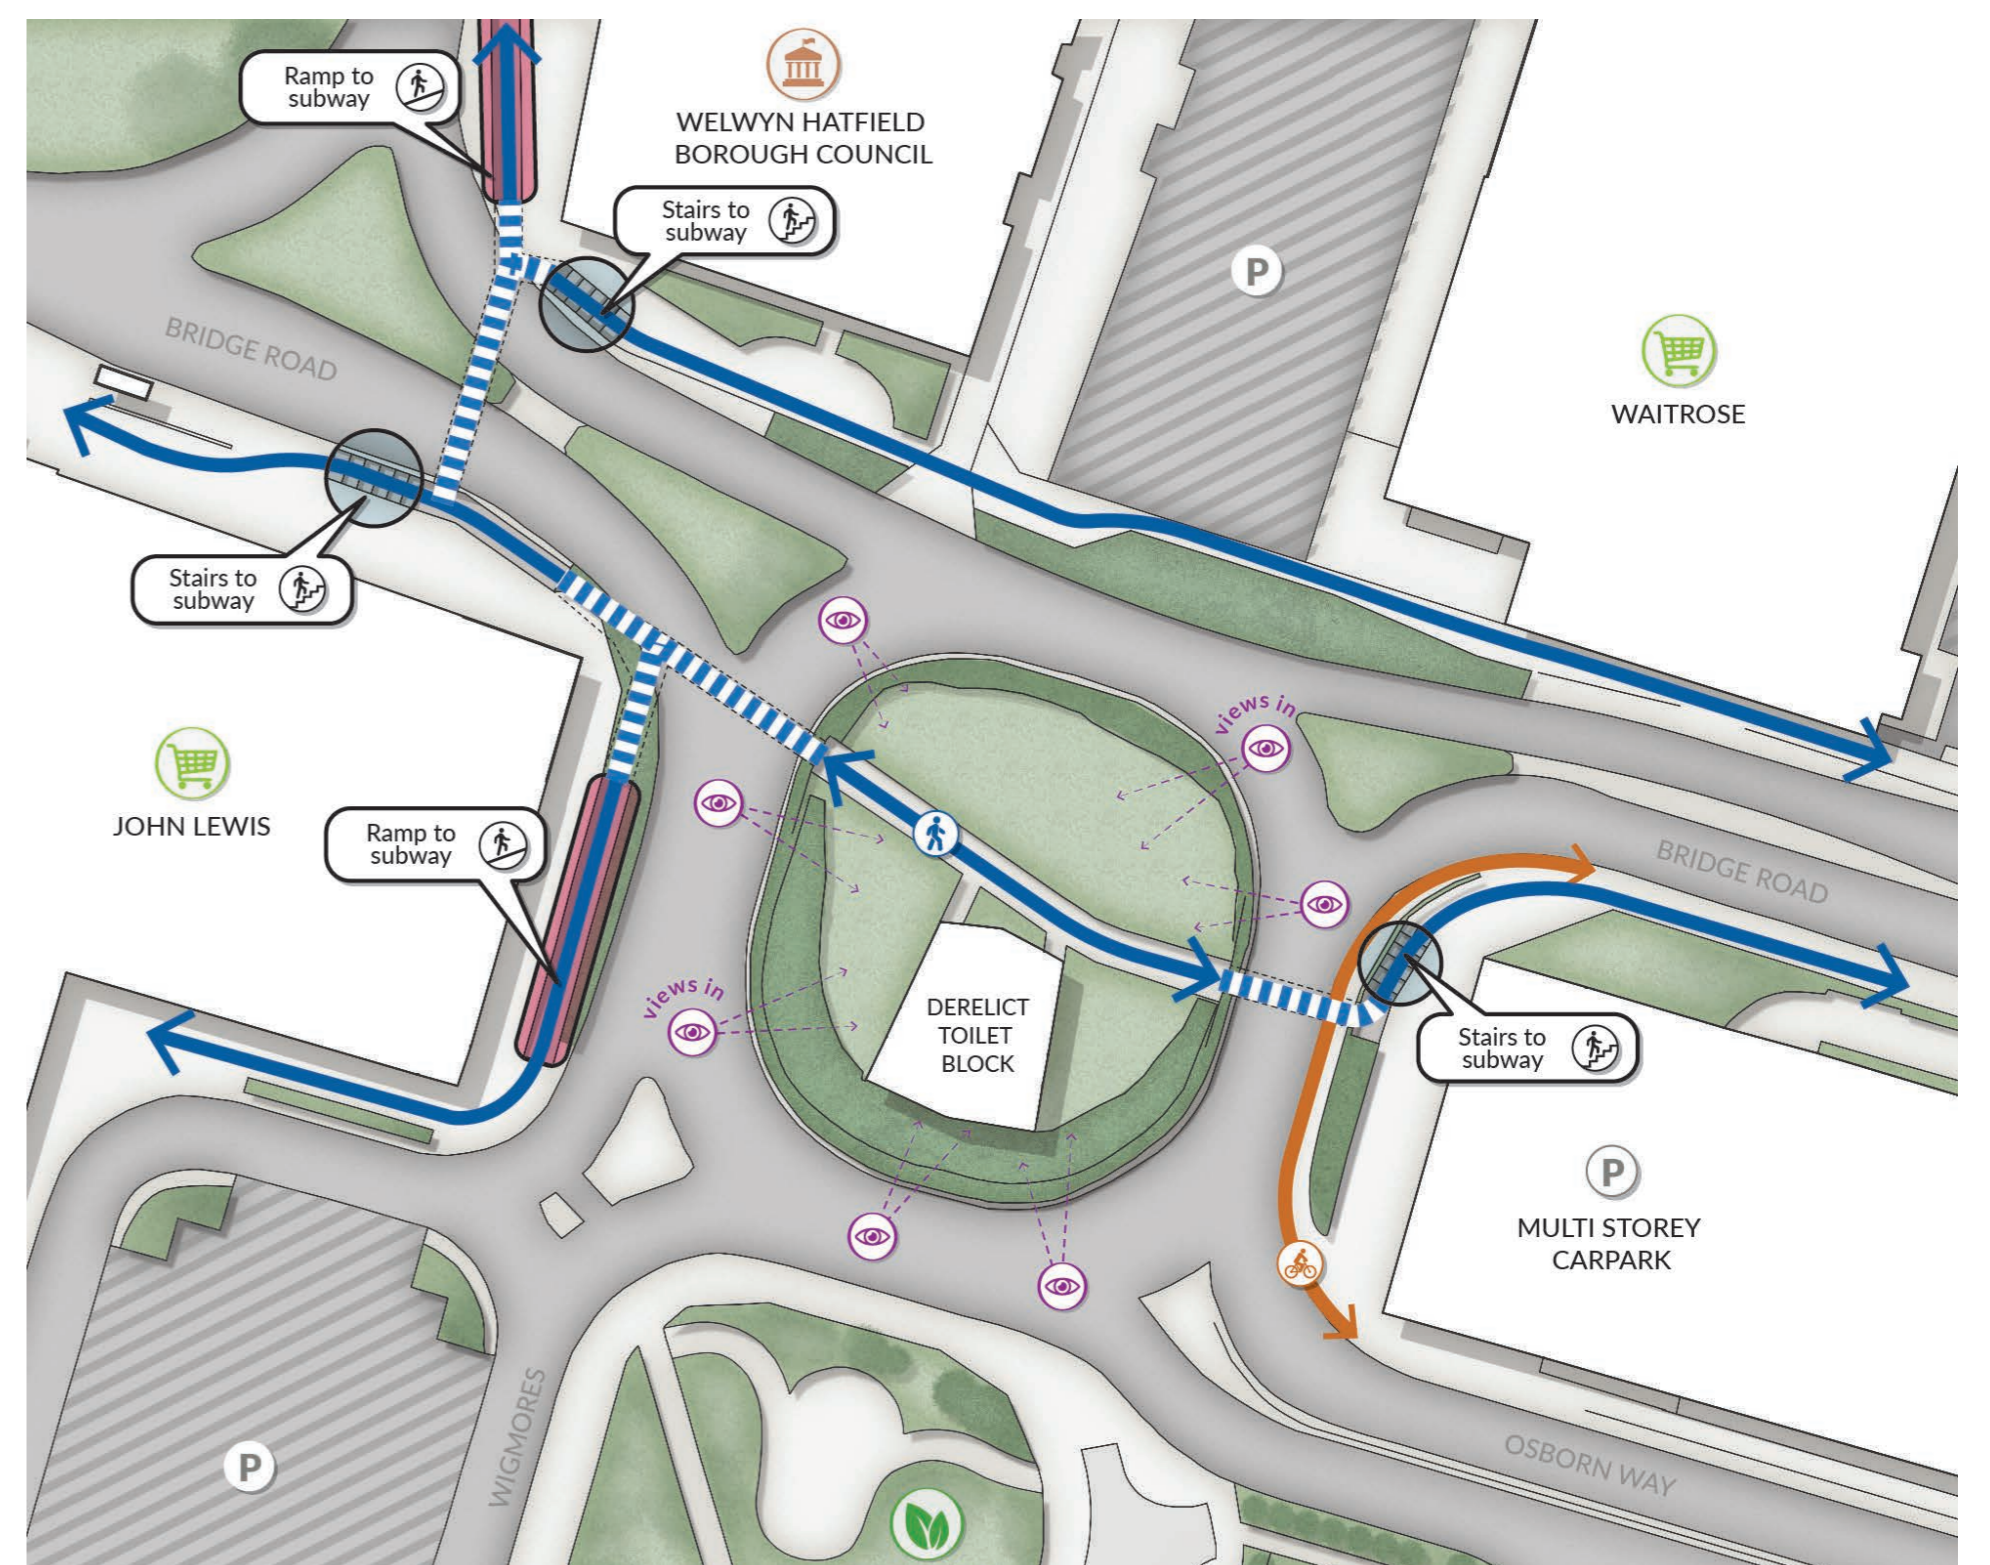 Ramp to
subway
WELWYN HATFIELD
BOROUGH COUNCIL
Stairs to
subway
P
BRIDGE ROAD
WAITROSE
Stairs to
subway
views in
JOHN LEWIS
Ramp to
subway
BRIDGE ROAD
views in
DERELICT
TOILET
BLOCK
Stairs to
subway
P
MULTI STOREY
CARPARK
WIGMORES
P
OSBORN WAY